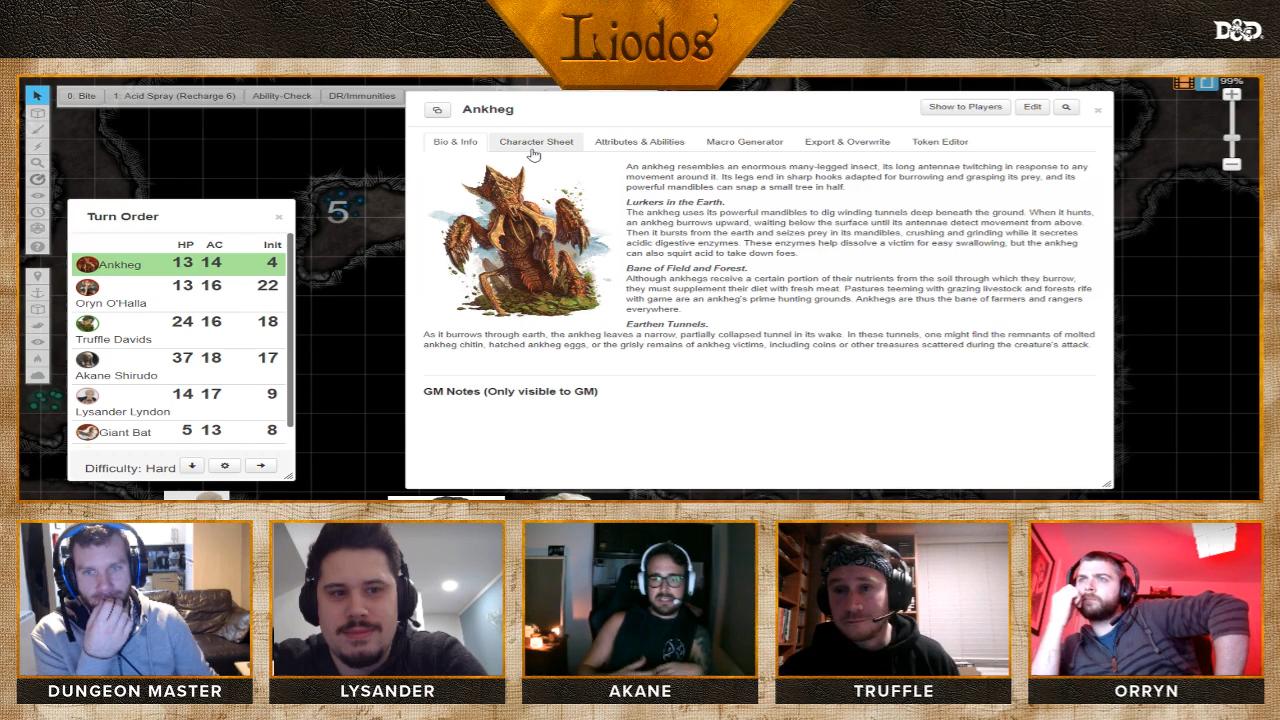 Liodos
D&D
0. Bite
1: Acid Spray (Recharge 6)
Ability-Check
DR/Immunities
99%
5
Turn Order
×
HP AC Init
Ankheg 13 14 4
13 16 22
Oryn O'Halla
24 16 18
Truffle Davids
37 18 17
Akane Shirudo
14 17 9
Lysander Lyndon
Giant Bat 5 13 8
Difficulty: Hard
Ankheg
Show to Players
Edit
×
Bio & Info
Character Sheet
Attributes & Abilities
Macro Generator
Export & Overwrite
Token Editor
An ankheg resembles an enormous many-legged insect, its long antennae twitching in response to any
movement around it. Its legs end in sharp hooks adapted for burrowing and grasping its prey, and its
powerful mandibles can snap a small tree in half.
Lurkers in the Earth.
The ankheg uses its powerful mandibles to dig winding tunnels deep beneath the ground. When it hunts,
an ankheg burrows upward, waiting below the surface until its antennae detect movement from above.
Then it bursts from the earth and seizes prey in its mandibles, crushing and grinding while it secretes
acidic digestive enzymes. These enzymes help dissolve a victim for easy swallowing, but the ankheg
can also squirt acid to take down foes.
Bane of Field and Forest.
Although ankhegs receive a certain portion of their nutrients from the soil through which they burrow,
they must supplement their diet with fresh meat. Pastures teeming with grazing livestock and forests rife
with game are an ankheg's prime hunting grounds. Ankhegs are thus the bane of farmers and rangers
everywhere.
Earthen Tunnels.
As it burrows through earth, the ankheg leaves a narrow, partially collapsed tunnel in its wake. In these tunnels, one might find the remnants of molted
ankheg chitin, hatched ankheg eggs, or the grisly remains of ankheg victims, including coins or other treasures scattered during the creature's attack.
GM Notes (Only visible to GM)
DUNGEON MASTER
LYSANDER
AKANE
TRUFFLE
ORRYN